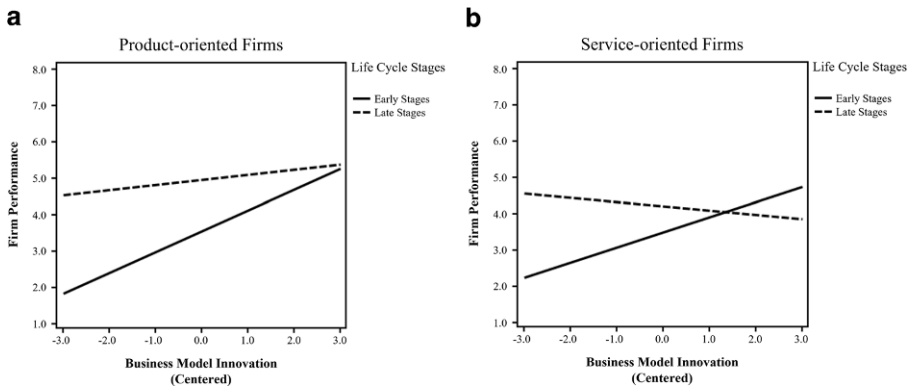 a
Product-oriented Firms
Life Cycle Stages
Early Stages
Late Stages
8.0
7.0
6.0
5.0
4.0
3.0
2.0
1.0
Firm Performance
-3.0 -2.0 -1.0 0.0 1.0 2.0 3.0
Business Model Innovation
(Centered)
b
Service-oriented Firms
Life Cycle Stages
Early Stages
Late Stages
8.0
7.0
6.0
5.0
4.0
3.0
2.0
1.0
Firm Performance
-3.0 -2.0 -1.0 0.0 1.0 2.0 3.0
Business Model Innovation
(Centered)